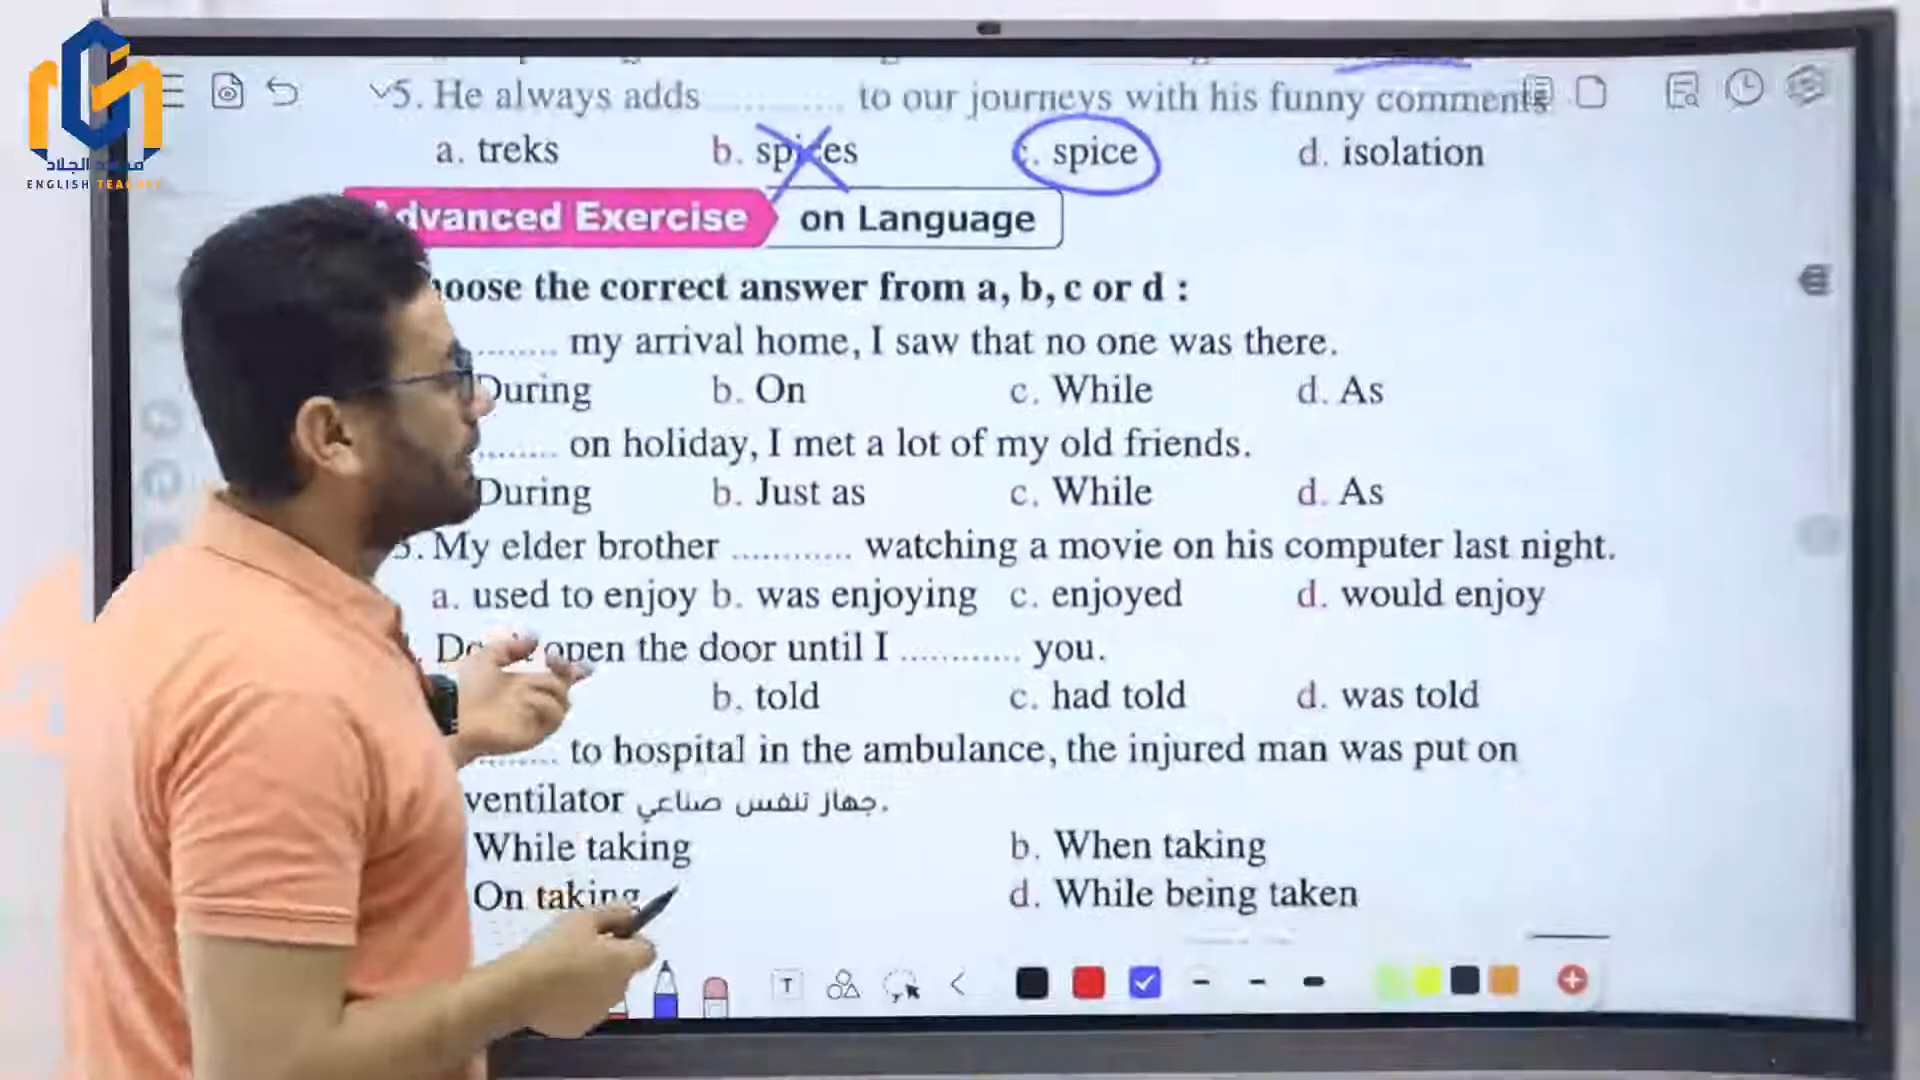 محمد الجلاد
ENGLISH TEACHER
5. He always adds ............ to our journeys with his funny comments
a. treks b. spices c. spice d. isolation
Advanced Exercise on Language
oose the correct answer from a, b, c or d :
........ my arrival home, I saw that no one was there.
During b. On c. While d. As
........ on holiday, I met a lot of my old friends.
During b. Just as c. While d. As
3. My elder brother ............ watching a movie on his computer last night.
a. used to enjoy b. was enjoying c. enjoyed d. would enjoy
open the door until I ............ you.
b. told c. had told d. was told
........ to hospital in the ambulance, the injured man was put on
ventilator جهاز تنفس صناعي.
While taking b. When taking
On taking d. While being taken
T